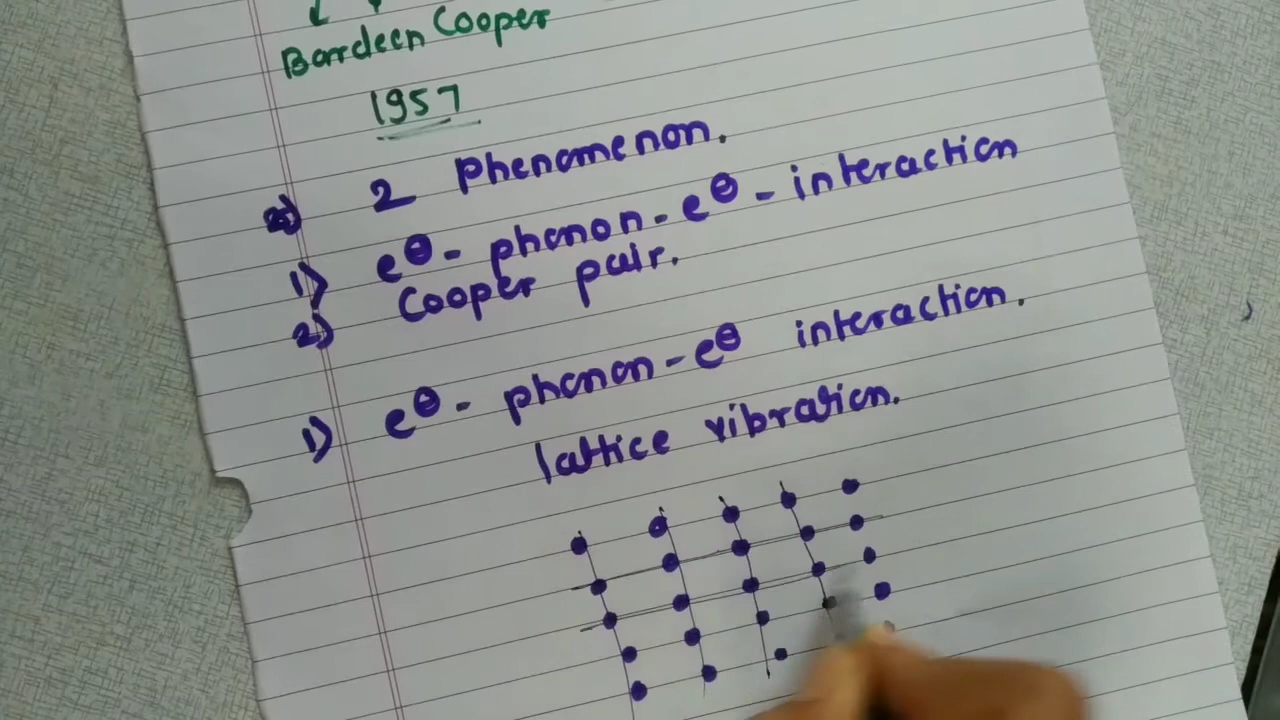 Bardeen Cooper
1957
2 Phenomenon.
1) e⊖- phonon-e⊖- interaction
2) Cooper pair.
1) e⊖- phonon-e⊖ interaction.
lattice vibration.